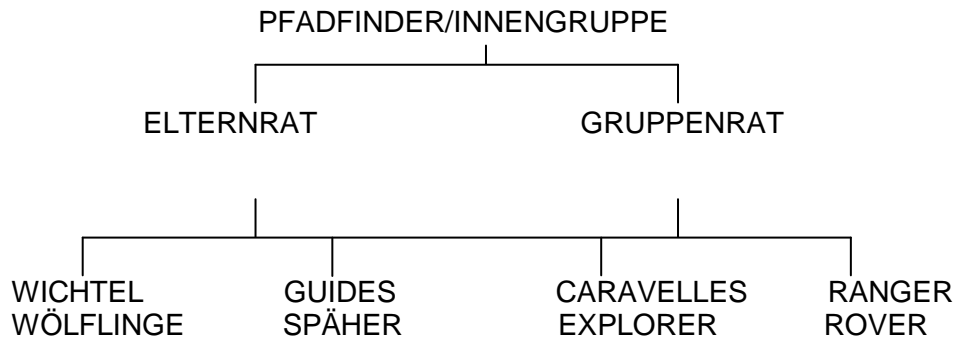 PFADFINDER/INNENGRUPPE
ELTERNRAT GRUPPENRAT
WICHTEL GUIDES CARAVELLES RANGER
WÖLFLINGE SPÄHER EXPLORER ROVER